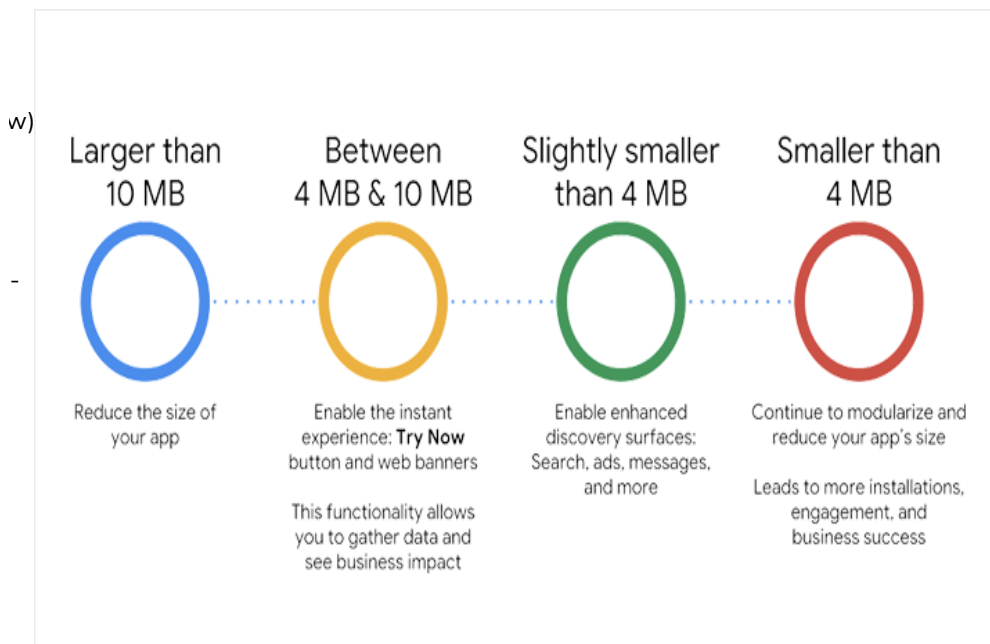 w)
Larger than
10 MB
Between
4 MB & 10 MB
Slightly smaller
than 4 MB
Smaller than
4 MB
-
Reduce the size of
your app
Enable the instant
experience: Try Now
button and web banners
This functionality allows
you to gather data and
see business impact
Enable enhanced
discovery surfaces:
Search, ads, messages,
and more
Continue to modularize and
reduce your app's size
Leads to more installations,
engagement, and
business success